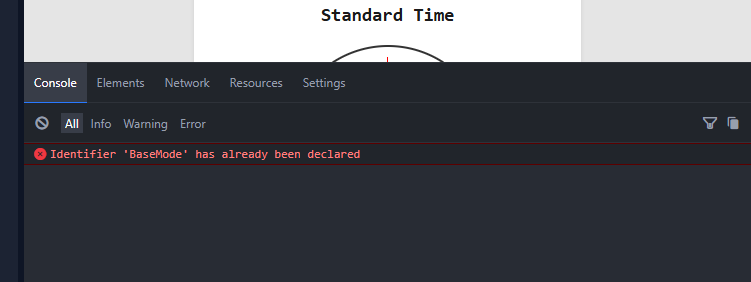 Standard Time
Console Elements Network Resources Settings
All Info Warning Error
Identifier 'BaseMode' has already been declared